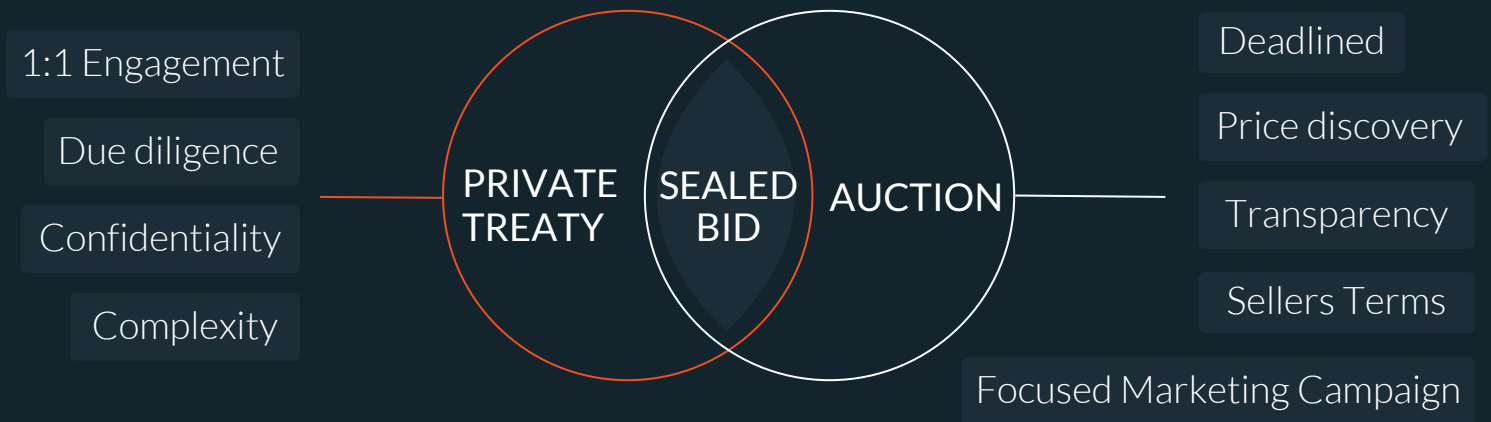 1:1 Engagement
Due diligence
Confidentiality
Complexity
PRIVATE
TREATY
SEALED
BID
AUCTION
Deadlined
Price discovery
Transparency
Sellers Terms
Focused Marketing Campaign